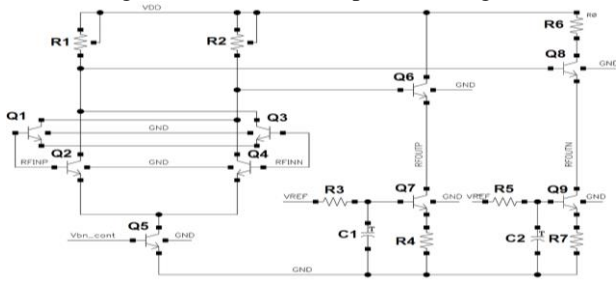 VDD
R1
R2
R6
R0
Q8
GND
Q6
GND
Q1
Q3
GND
Q2
Q4
RFINP
GND
RFINN
RFOUTP
RFOUTN
VREF
R3
Q7
GND
VREF
R5
Q9
GND
Q5
Vbn_cont
GND
C1
T
R4
C2
T
R7
GND